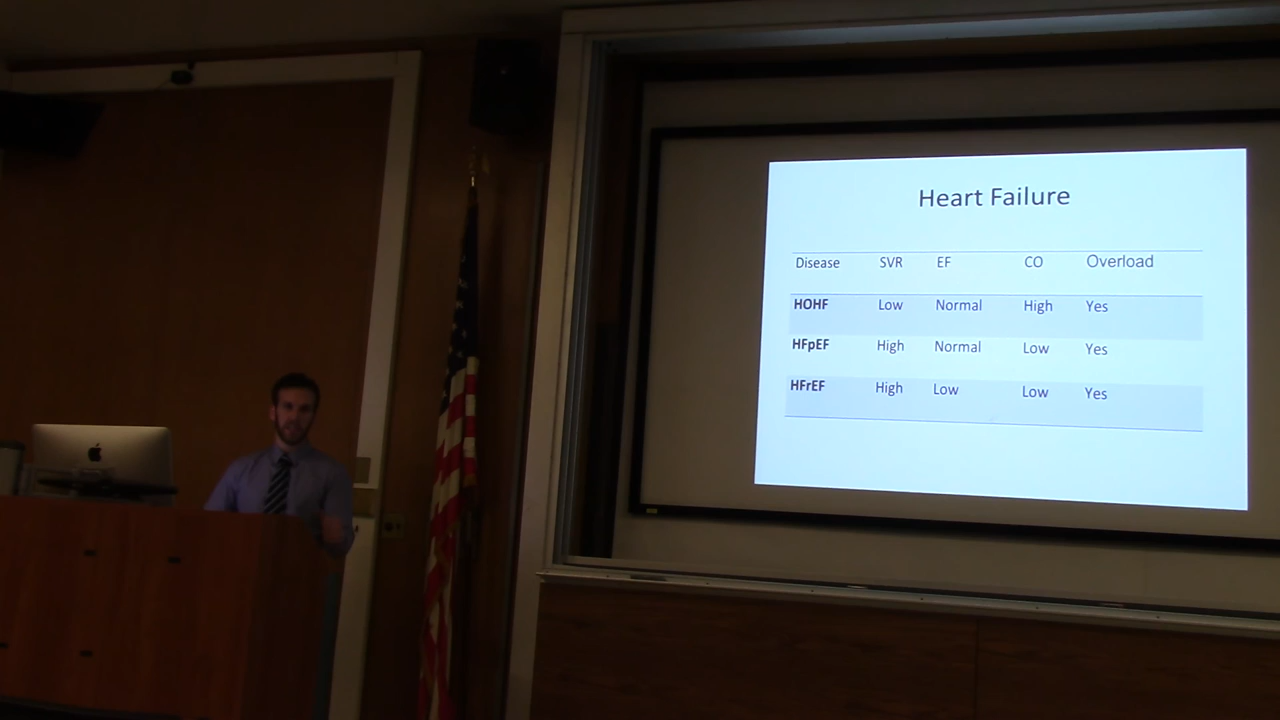 Heart Failure
Disease SVR EF CO Overload
HOHF Low Normal High Yes
HFpEF High Normal Low Yes
HFrEF High Low Low Yes